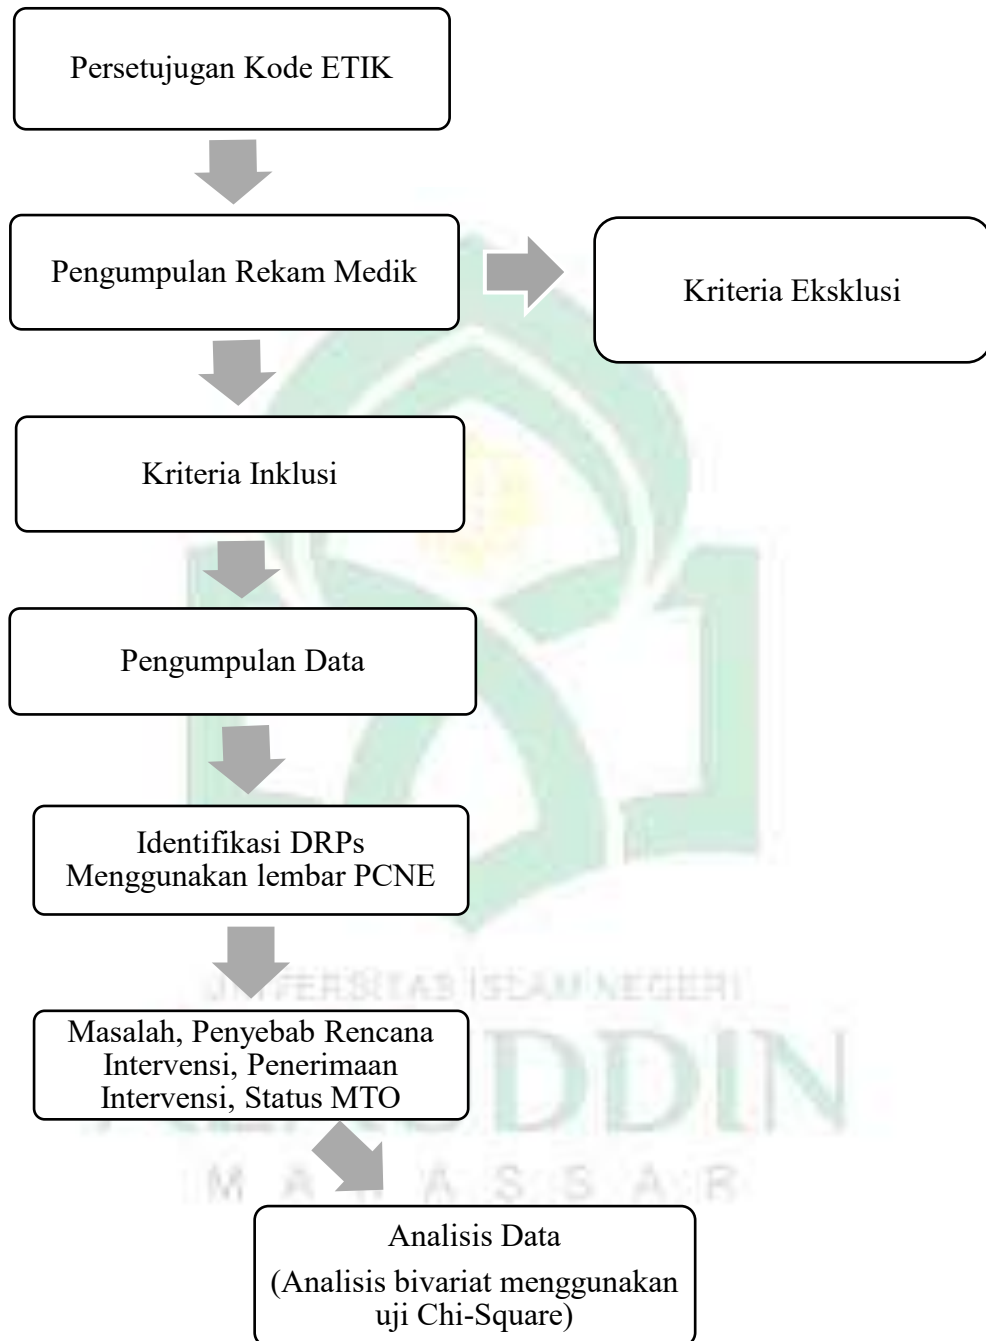 Persetujugan Kode ETIK
Pengumpulan Rekam Medik
Kriteria Eksklusi
Kriteria Inklusi
Pengumpulan Data
Identifikasi DRPs
Menggunakan lembar PCNE
UNIVERSITAS ISLAM NEGERI
Masalah, Penyebab Rencana
Intervensi, Penerimaan
Intervensi, Status MTO
MAKASSAR
Analisis Data
(Analisis bivariat menggunakan
uji Chi-Square)